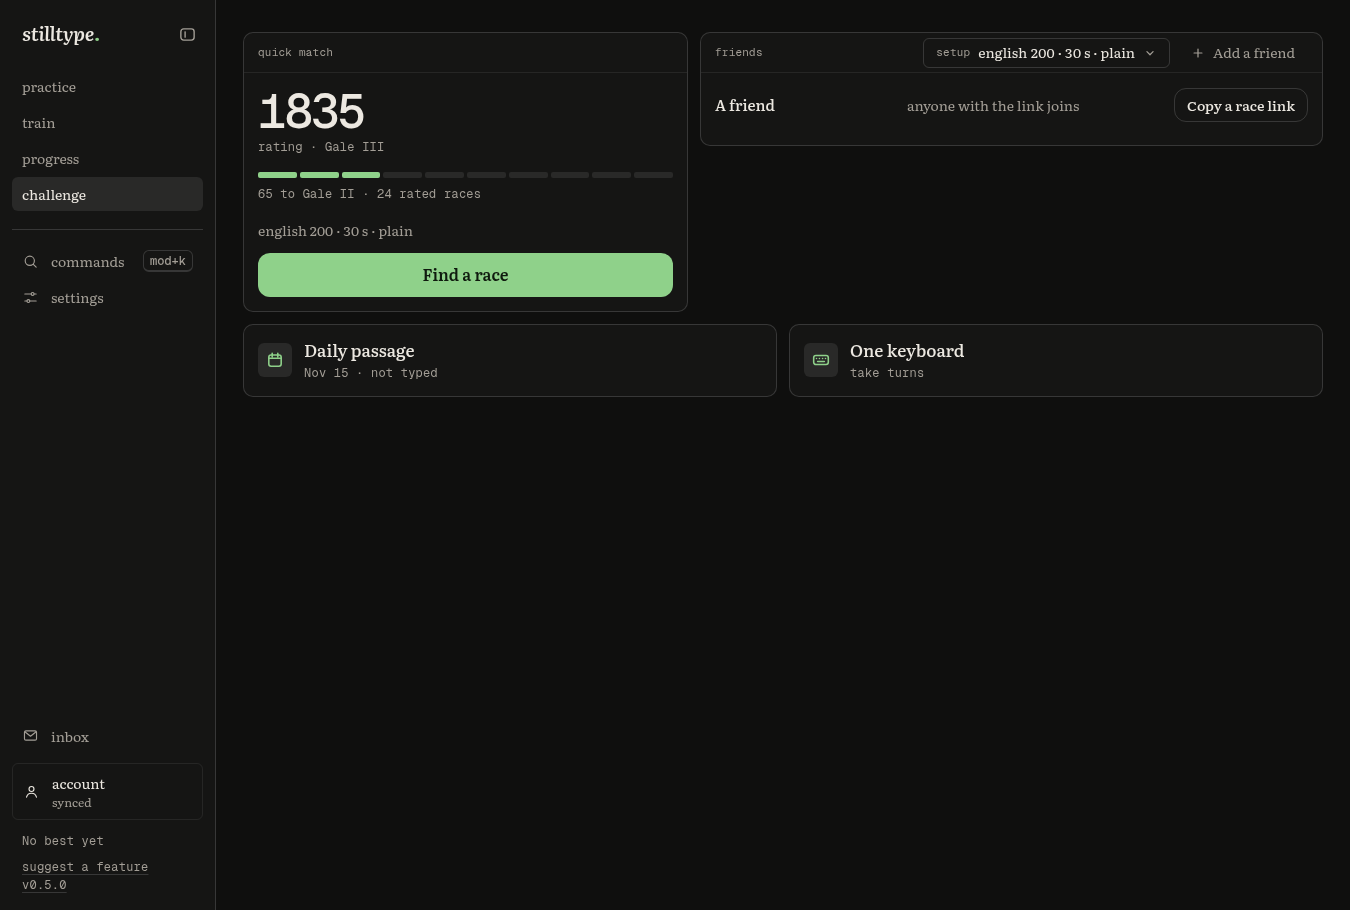 stilltype.
practice
train
progress
challenge
commands mod+k
settings
inbox
account
synced
No best yet
suggest a feature
v0.5.0
quick match
1835
rating · Gale III
65 to Gale II · 24 rated races
english 200 · 30 s · plain
Find a race
friends
setup english 200 · 30 s · plain
Add a friend
A friend
anyone with the link joins
Copy a race link
Daily passage
Nov 15 · not typed
One keyboard
take turns